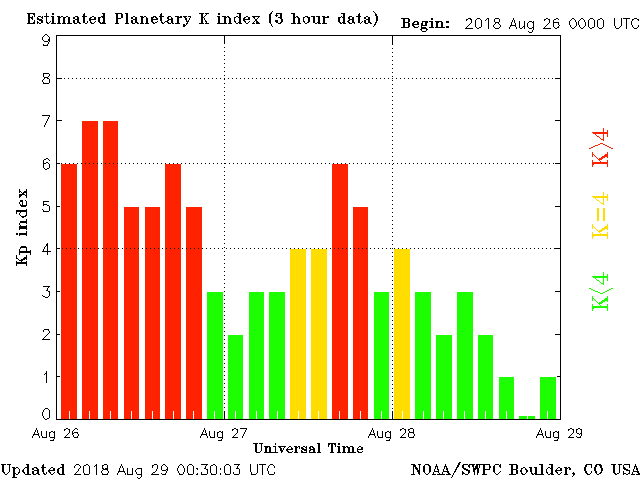 Estimated Planetary K index (3 hour data) Begin: 2018 Aug 26 0000 UTC
9
8
7
6
5
4
3
2
1
0
Kp index
K>4
K=4
K<4
Aug 26 Aug 27 Aug 28 Aug 29
Universal Time
Updated 2018 Aug 29 00:30:03 UTC NOAA/SWPC Boulder, CO USA